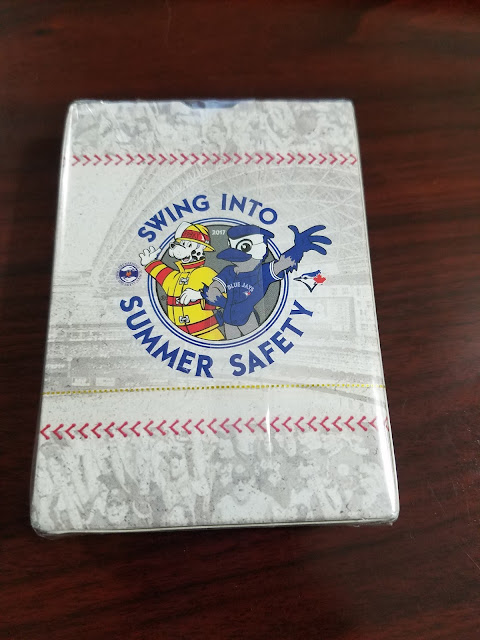 SWING INTO
2017
BLUE JAYS
SUMMER SAFETY